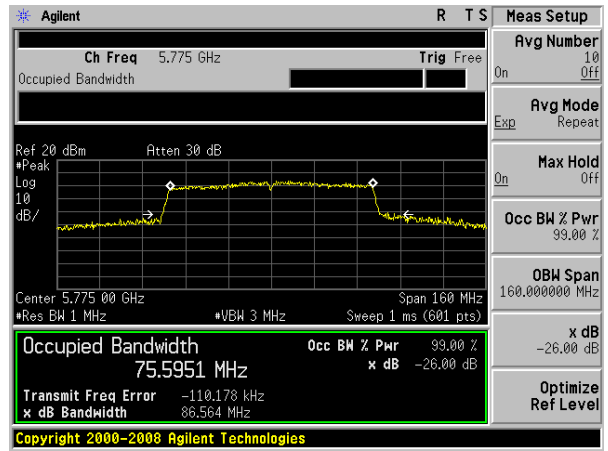 Agilent R T S Meas Setup
Ch Freq 5.775 GHz Trig Free
Occupied Bandwidth
Avg Number
10
On Off
Avg Mode
Exp Repeat
Max Hold
On Off
Occ BW % Pwr
99.00 %
OBW Span
160.000000 MHz
x dB
-26.00 dB
Optimize
Ref Level
Ref 20 dBm Atten 30 dB
#Peak
Log
10
dB/
Center 5.775 00 GHz Span 160 MHz
#Res BW 1 MHz #VBW 3 MHz Sweep 1 ms (601 pts)
Occupied Bandwidth Occ BW % Pwr 99.00 %
75.5951 MHz x dB -26.00 dB
Transmit Freq Error -110.178 kHz
x dB Bandwidth 86.564 MHz
Copyright 2000-2008 Agilent Technologies